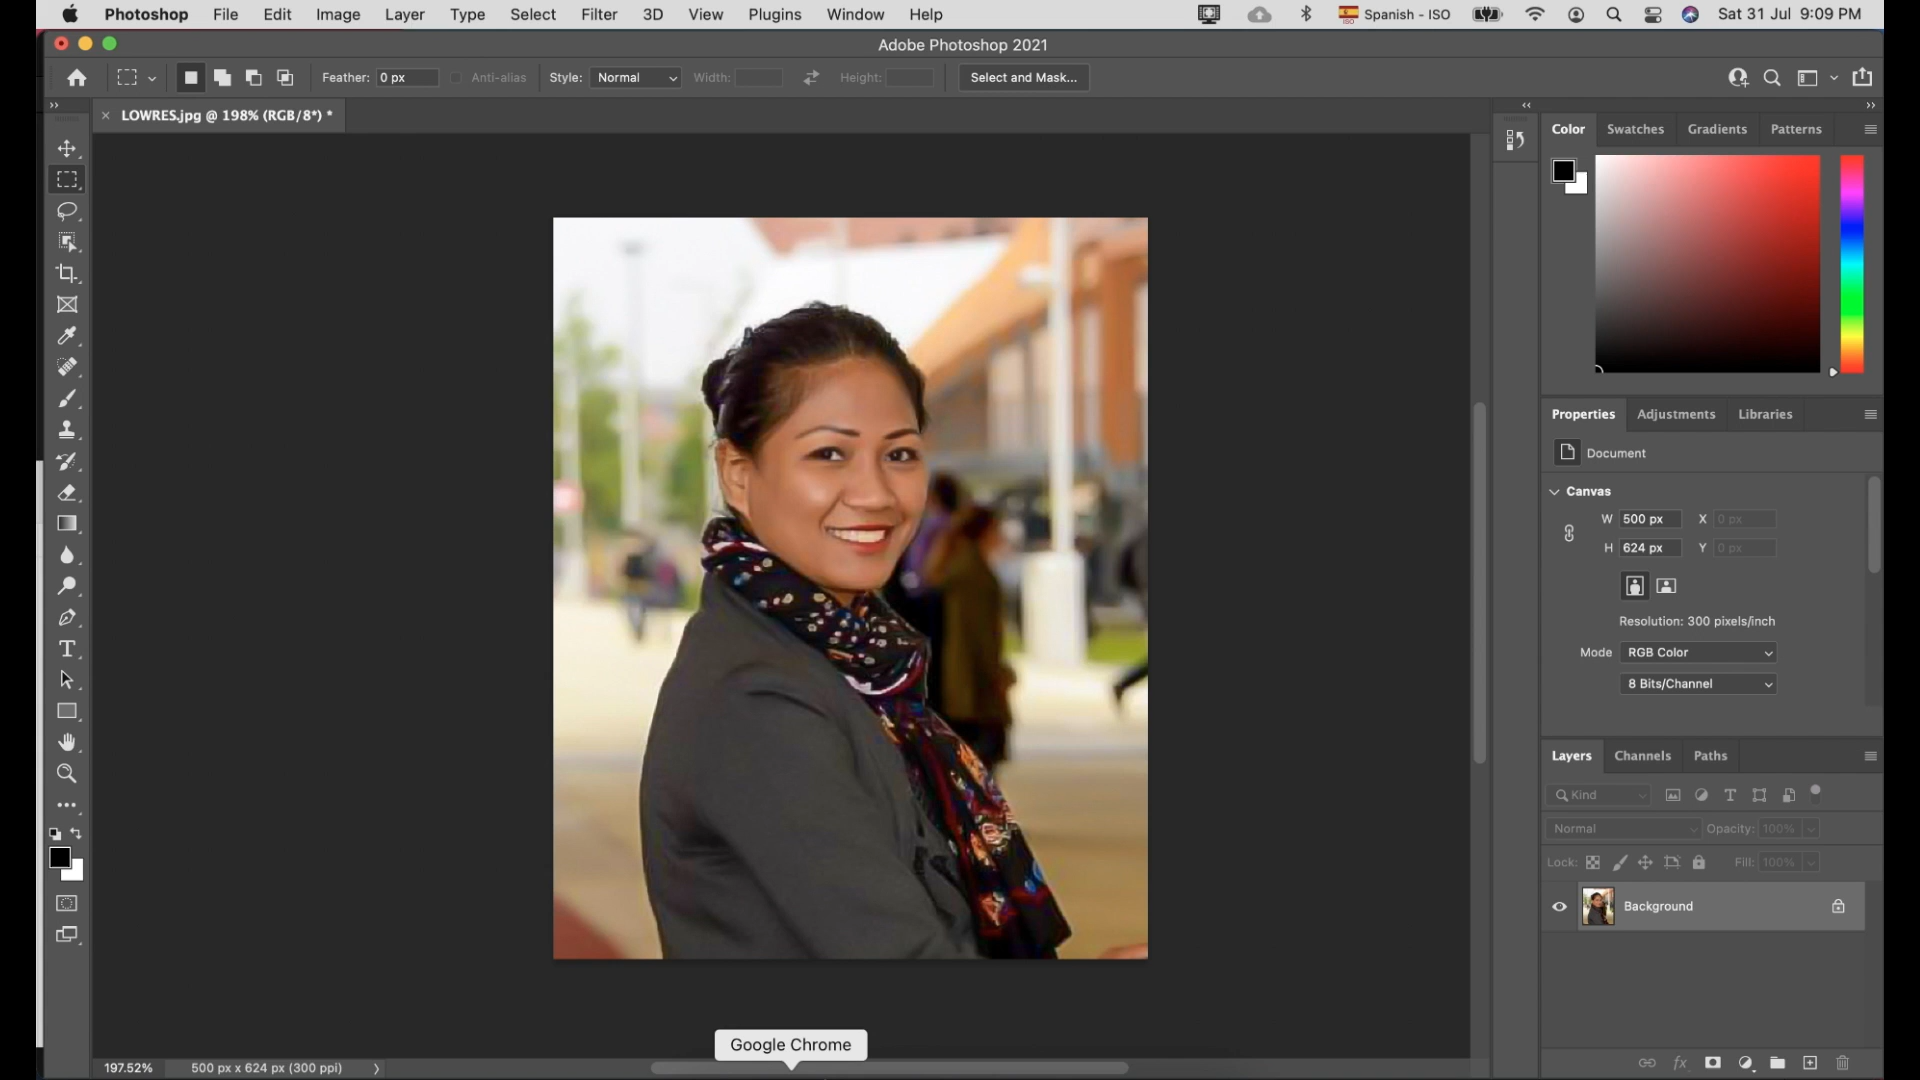 Photoshop File Edit Image Layer Type Select Filter 3D View Plugins Window Help Spanish - ISO Sat 31 Jul 9:09 PM
Adobe Photoshop 2021
Feather: 0 px Anti-alias Style: Normal Width: Height: Select and Mask...
LOWRES.jpg @ 198% (RGB/8*) *
Color Swatches Gradients Patterns
Properties Adjustments Libraries
Document
Canvas
W 500 px X 0 px
H 624 px Y 0 px
Resolution: 300 pixels/inch
Mode RGB Color
8 Bits/Channel
Layers Channels Paths
Kind
Normal Opacity: 100%
Lock: Fill: 100%
Background
Google Chrome
197.52% 500 px x 624 px (300 ppi)